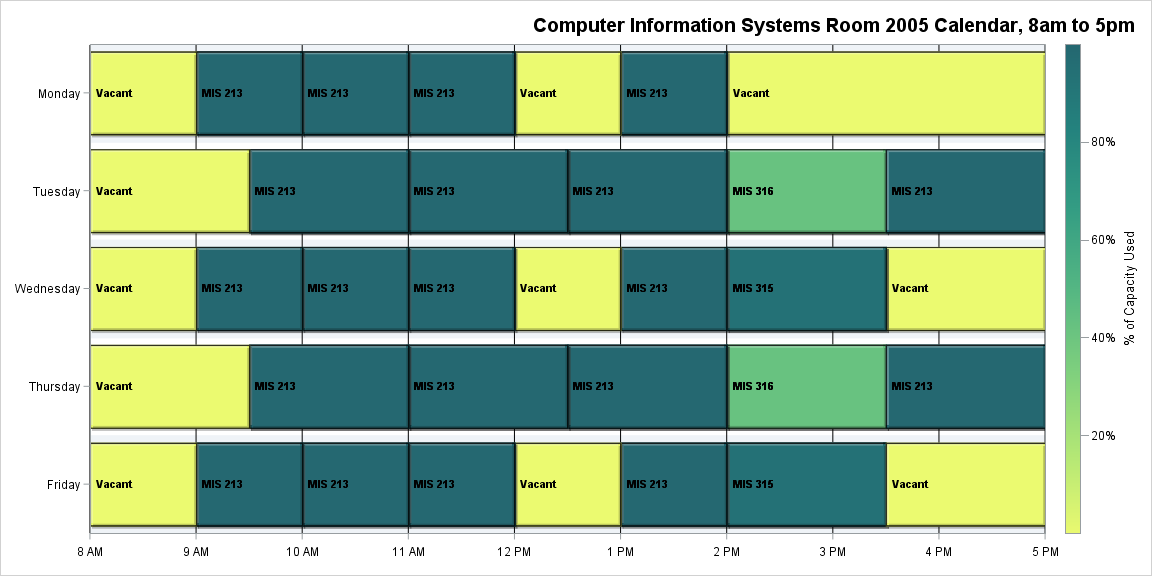 Computer Information Systems Room 2005 Calendar, 8am to 5pm
Monday
Vacant
MIS 213
MIS 213
MIS 213
Vacant
MIS 213
Vacant
Tuesday
Vacant
MIS 213
MIS 213
MIS 213
MIS 316
MIS 213
Wednesday
Vacant
MIS 213
MIS 213
MIS 213
Vacant
MIS 213
MIS 315
Vacant
Thursday
Vacant
MIS 213
MIS 213
MIS 213
MIS 316
MIS 213
Friday
Vacant
MIS 213
MIS 213
MIS 213
Vacant
MIS 213
MIS 315
Vacant
8 AM
9 AM
10 AM
11 AM
12 PM
1 PM
2 PM
3 PM
4 PM
5 PM
80%
60%
40%
20%
% of Capacity Used